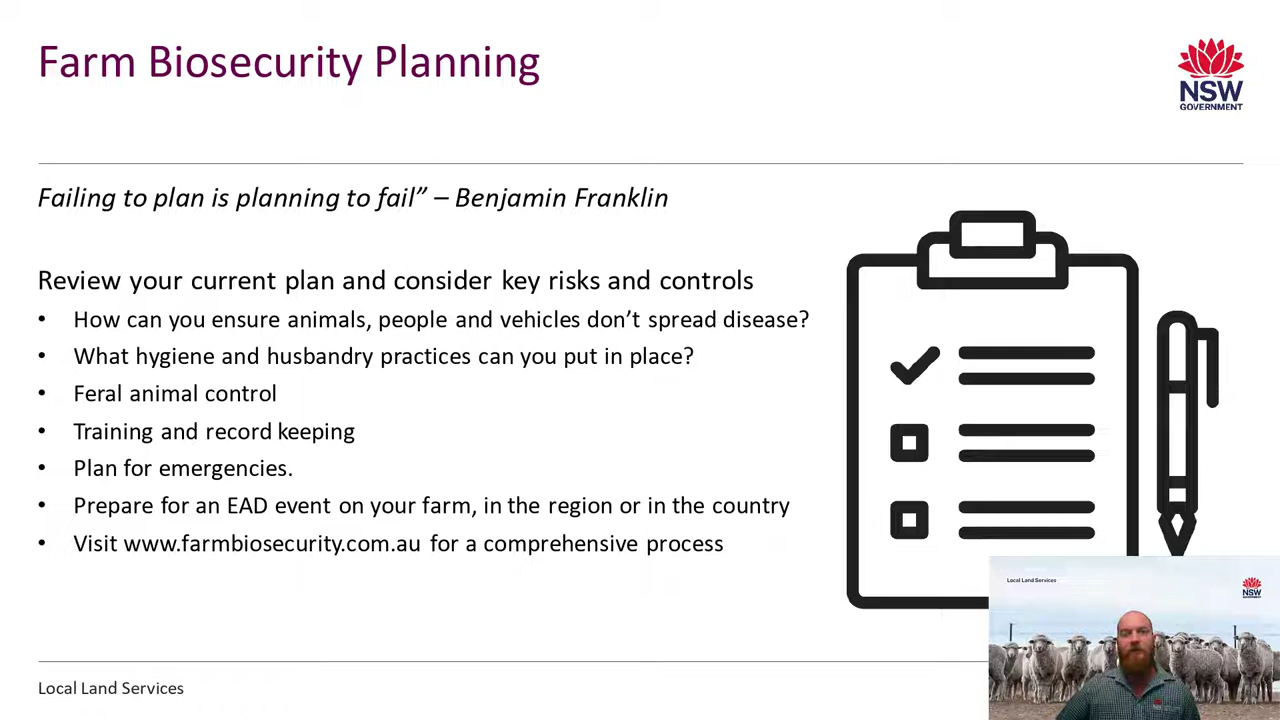 Farm Biosecurity Planning
NSW
GOVERNMENT
Failing to plan is planning to fail” – Benjamin Franklin
Review your current plan and consider key risks and controls
• How can you ensure animals, people and vehicles don’t spread disease?
• What hygiene and husbandry practices can you put in place?
• Feral animal control
• Training and record keeping
• Plan for emergencies.
• Prepare for an EAD event on your farm, in the region or in the country
• Visit www.farmbiosecurity.com.au for a comprehensive process
Local Land Services
NSW
Local Land Services